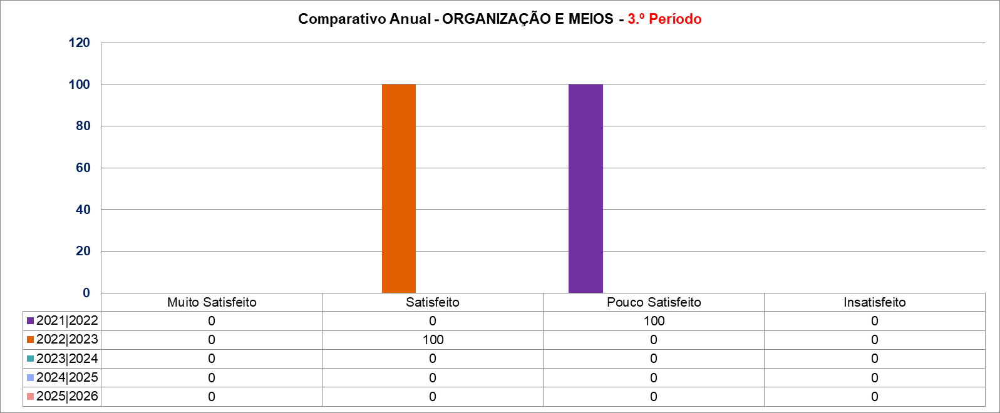 Comparativo Anual - ORGANIZAÇÃO E MEIOS - 3.º Período
120
100
80
60
40
20
0
Muito Satisfeito Satisfeito Pouco Satisfeito Insatisfeito
2021|2022 0 0 100 0
2022|2023 0 100 0 0
2023|2024 0 0 0 0
2024|2025 0 0 0 0
2025|2026 0 0 0 0